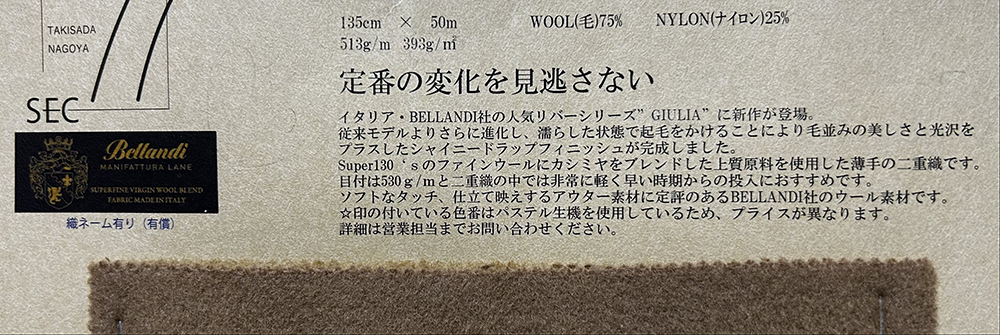 TAKISADA
NAGOYA
77
SEC
Bellandi
MANIFATTURA LANE
SUPERFINE VIRGIN WOOL BLEND
FABRIC MADE IN ITALY
織ネーム有り（有償）
135cm × 50m WOOL(毛)75% NYLON(ナイロン)25%
513g/m 393g/㎡
定番の変化を見逃さない
イタリア・BELLANDI社の人気リバーシリーズ”GIULIA”に新作が登場。
従来モデルよりさらに進化し、濡らした状態で起毛をかけることにより毛並みの美しさと光沢を
プラスしたシャイニードラップフィニッシュが完成しました。
Super130‘sのファインウールにカシミヤをブレンドした上質原料を使用した薄手の二重織です。
目付は530g/mと二重織の中では非常に軽く早い時期からの投入におすすめです。
ソフトなタッチ、仕立て映えするアウター素材に定評のあるBELLANDI社のウール素材です。
☆印の付いている色番はパステル生機を使用しているため、プライスが異なります。
詳細は営業担当までお問い合わせください。